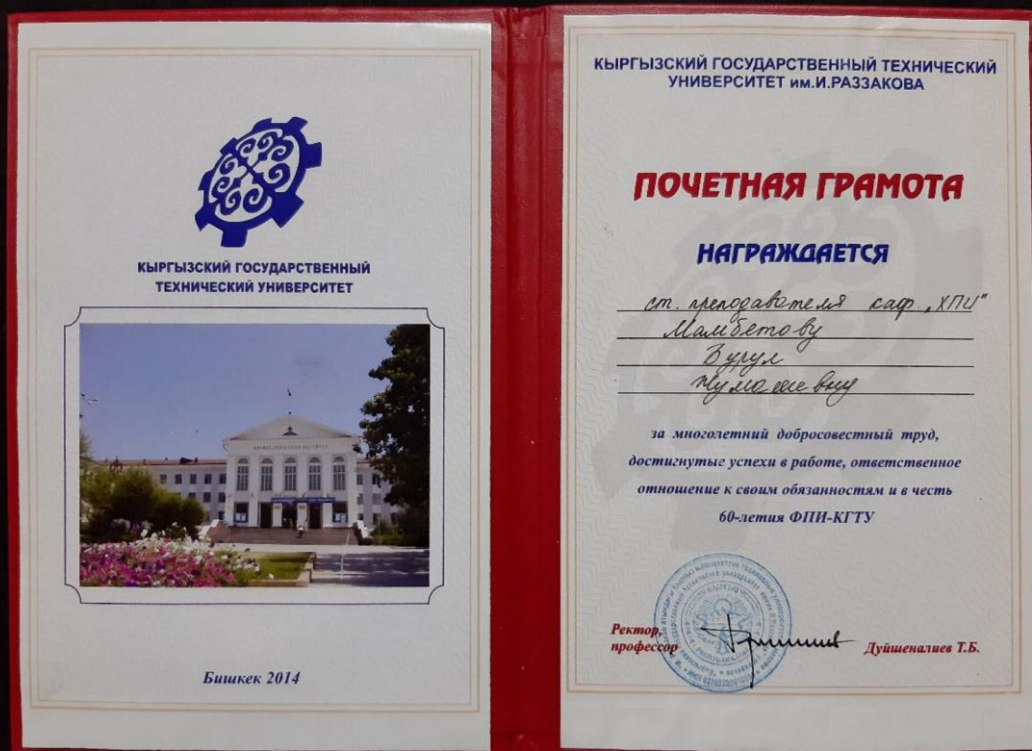 КЫРГЫЗСКИЙ ГОСУДАРСТВЕННЫЙ
ТЕХНИЧЕСКИЙ УНИВЕРСИТЕТ
Бишкек 2014
КЫРГЫЗСКИЙ ГОСУДАРСТВЕННЫЙ ТЕХНИЧЕСКИЙ
УНИВЕРСИТЕТ им.И.РАЗЗАКОВА
ПОЧЕТНАЯ ГРАМОТА
НАГРАЖДАЕТСЯ
ст. преподавателя каф. „ХПИ"
Мамбетову
Бурул
Жумашевну
за многолетний добросовестный труд,
достигнутые успехи в работе, ответственное
отношение к своим обязанностям и в честь
60-летия ФПИ-КГТУ
Ректор,
профессор
Дуйшеналиев Т.Б.